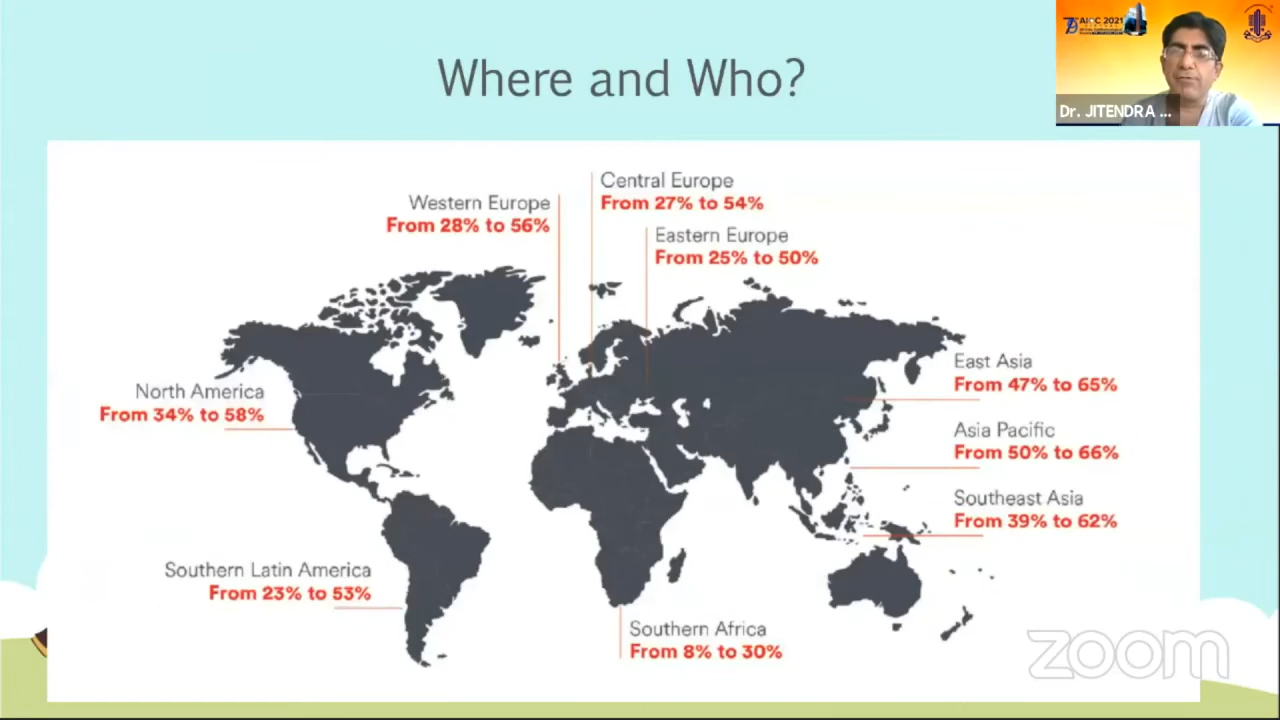 Where and Who?
AIOC 2021
Dr. JITENDRA ...
Central Europe
From 27% to 54%
Western Europe
From 28% to 56%
Eastern Europe
From 25% to 50%
East Asia
From 47% to 65%
North America
From 34% to 58%
Asia Pacific
From 50% to 66%
Southeast Asia
From 39% to 62%
Southern Latin America
From 23% to 53%
Southern Africa
From 8% to 30%
zoom